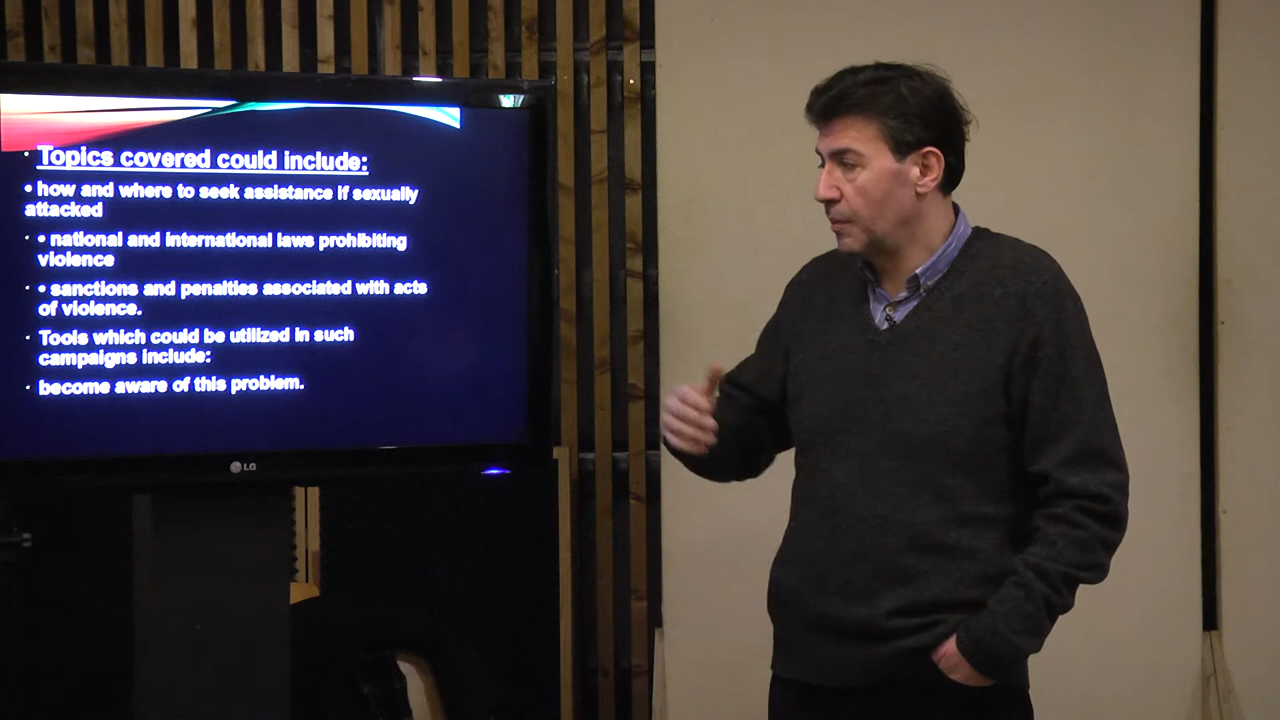 · Topics covered could include:
• how and where to seek assistance if sexually
attacked
· • national and international laws prohibiting
violence
· • sanctions and penalties associated with acts
of violence.
· Tools which could be utilized in such
campaigns include:
· become aware of this problem.
LG